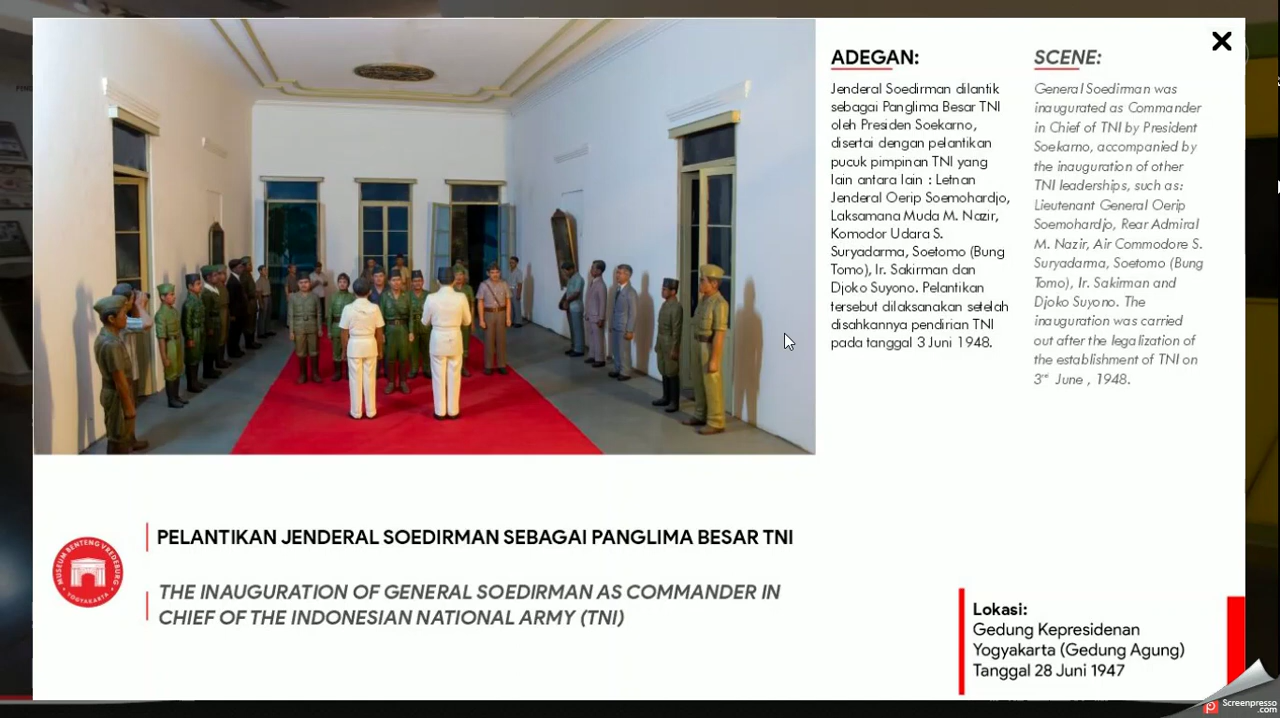 ADEGAN:
Jenderal Soedirman dilantik
sebagai Panglima Besar TNI
oleh Presiden Soekarno,
disertai dengan pelantikan
pucuk pimpinan TNI yang
lain antara lain : Letnan
Jenderal Oerip Soemohardjo,
Laksamana Muda M. Nazir,
Komodor Udara S.
Suryadarma, Soetomo (Bung
Tomo), Ir. Sakirman dan
Djoko Suyono. Pelantikan
tersebut dilaksanakan setelah
disahkannya pendirian TNI
pada tanggal 3 Juni 1948.
SCENE:
General Soedirman was
inaugurated as Commander
in Chief of TNI by President
Soekarno, accompanied by
the inauguration of other
TNI leaderships, such as:
Lieutenant General Oerip
Soemohardjo, Rear Admiral
M. Nazir, Air Commodore S.
Suryadarma, Soetomo (Bung
Tomo), Ir. Sakirman and
Djoko Suyono. The
inauguration was carried
out after the legalization of
the establishment of TNI on
3rd June , 1948.
MUSEUM BENTENG VREDEBURG
YOGYAKARTA
PELANTIKAN JENDERAL SOEDIRMAN SEBAGAI PANGLIMA BESAR TNI
THE INAUGURATION OF GENERAL SOEDIRMAN AS COMMANDER IN
CHIEF OF THE INDONESIAN NATIONAL ARMY (TNI)
Lokasi:
Gedung Kepresidenan
Yogyakarta (Gedung Agung)
Tanggal 28 Juni 1947
Screenpresso
.com